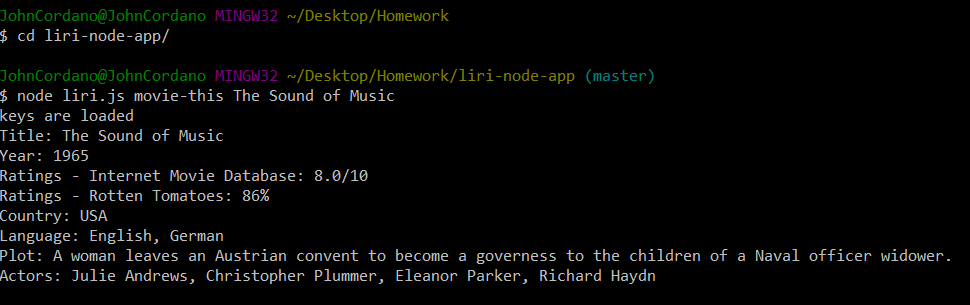 JohnCordano@JohnCordano MINGW32 ~/Desktop/Homework
$ cd liri-node-app/
JohnCordano@JohnCordano MINGW32 ~/Desktop/Homework/liri-node-app (master)
$ node liri.js movie-this The Sound of Music
keys are loaded
Title: The Sound of Music
Year: 1965
Ratings - Internet Movie Database: 8.0/10
Ratings - Rotten Tomatoes: 86%
Country: USA
Language: English, German
Plot: A woman leaves an Austrian convent to become a governess to the children of a Naval officer widower.
Actors: Julie Andrews, Christopher Plummer, Eleanor Parker, Richard Haydn